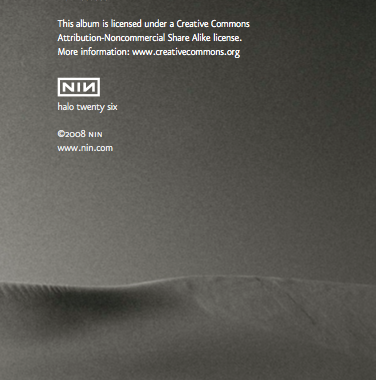 This album is licensed under a Creative Commons
Attribution-Noncommercial Share Alike license.
More information: www.creativecommons.org
NIИ
halo twenty six
©2008 NIN
www.nin.com